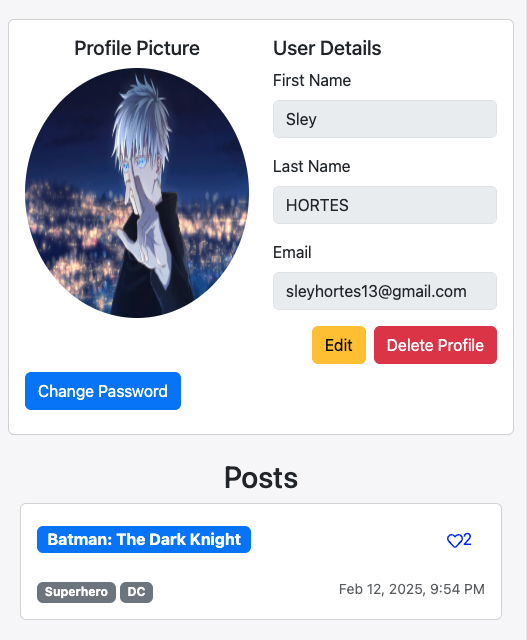 Profile Picture
User Details
First Name
Sley
Last Name
HORTES
Email
sleyhortes13@gmail.com
Edit
Delete Profile
Change Password
Posts
Batman: The Dark Knight
2
Superhero
DC
Feb 12, 2025, 9:54 PM